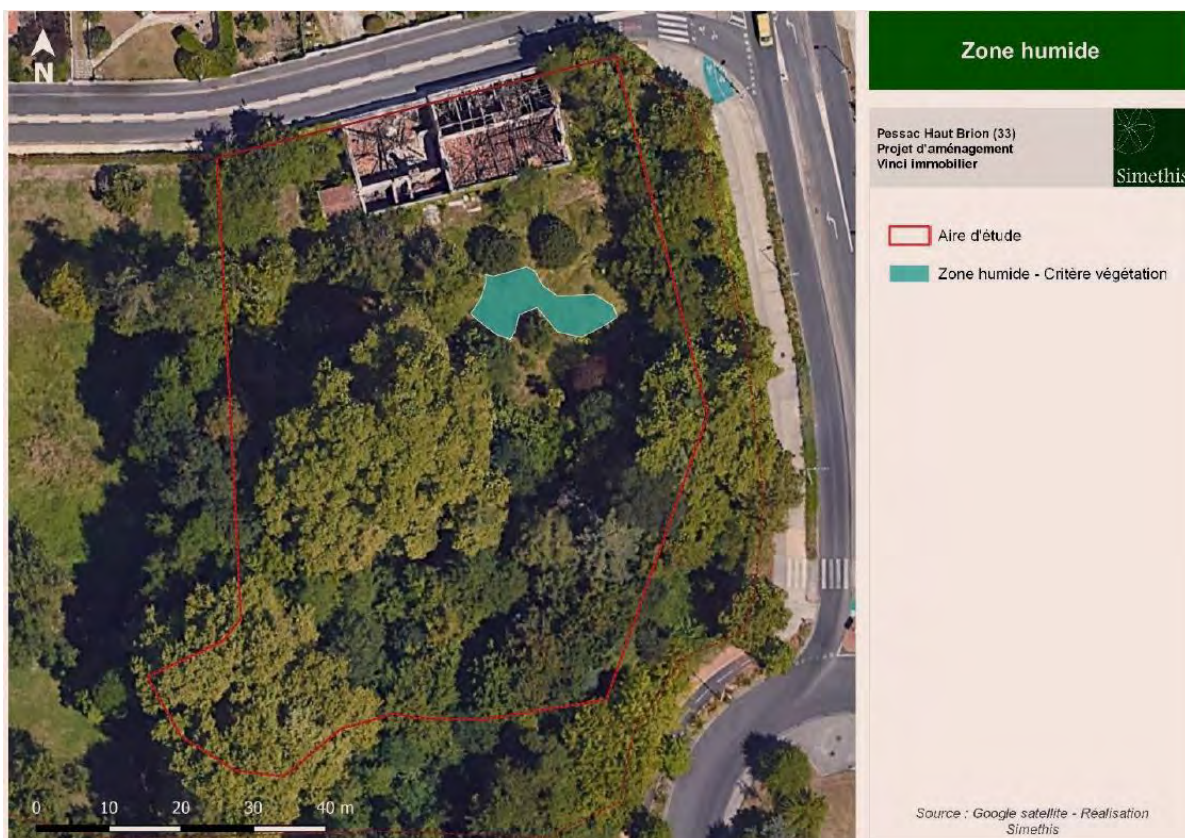 N
Zone humide
Pessac Haut Brion (33)
Projet d'aménagement
Vinci immobilier
Simethis
Aire d'étude
Zone humide - Critère végétation
0 10 20 30 40 m
Source : Google satellite - Réalisation
Simethis